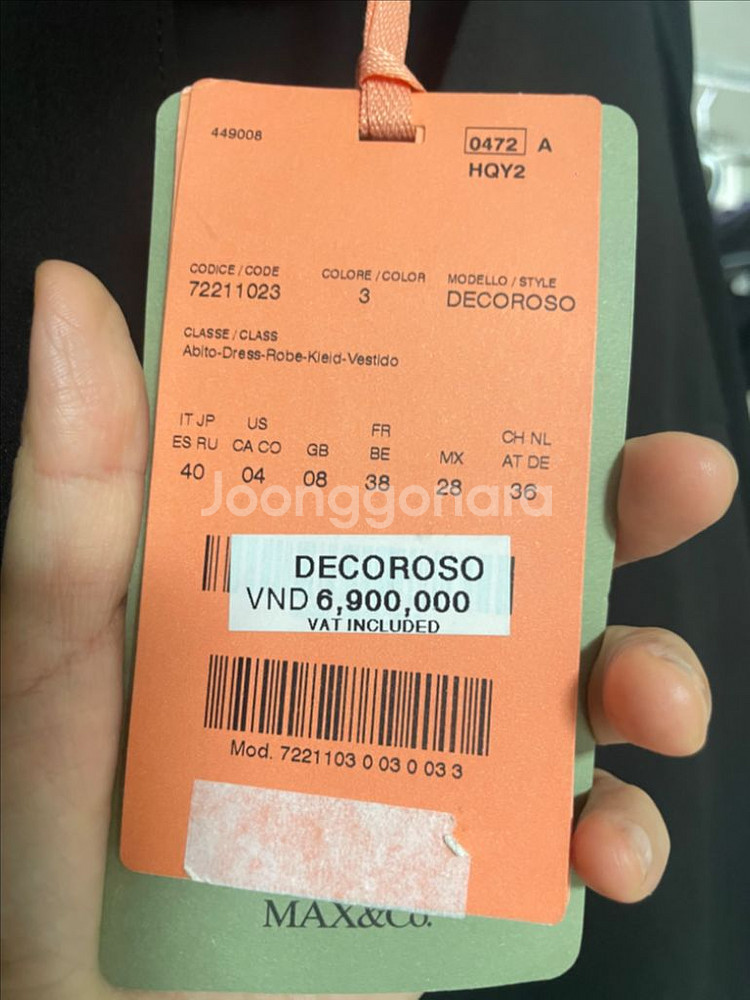 449008
0472 A
HQY2
CODICE / CODE COLORE / COLOR MODELLO / STYLE
72211023 3 DECOROSO
CLASSE / CLASS
Abito-Dress-Robe-Kleid-Vestido
IT JP US FR CH NL
ES RU CA CO GB BE MX AT DE
40 04 08 38 28 36
Joonggonara
DECOROSO
VND 6,900,000
VAT INCLUDED
Mod. 7221103 0 03 0 03 3
MAX&Co.